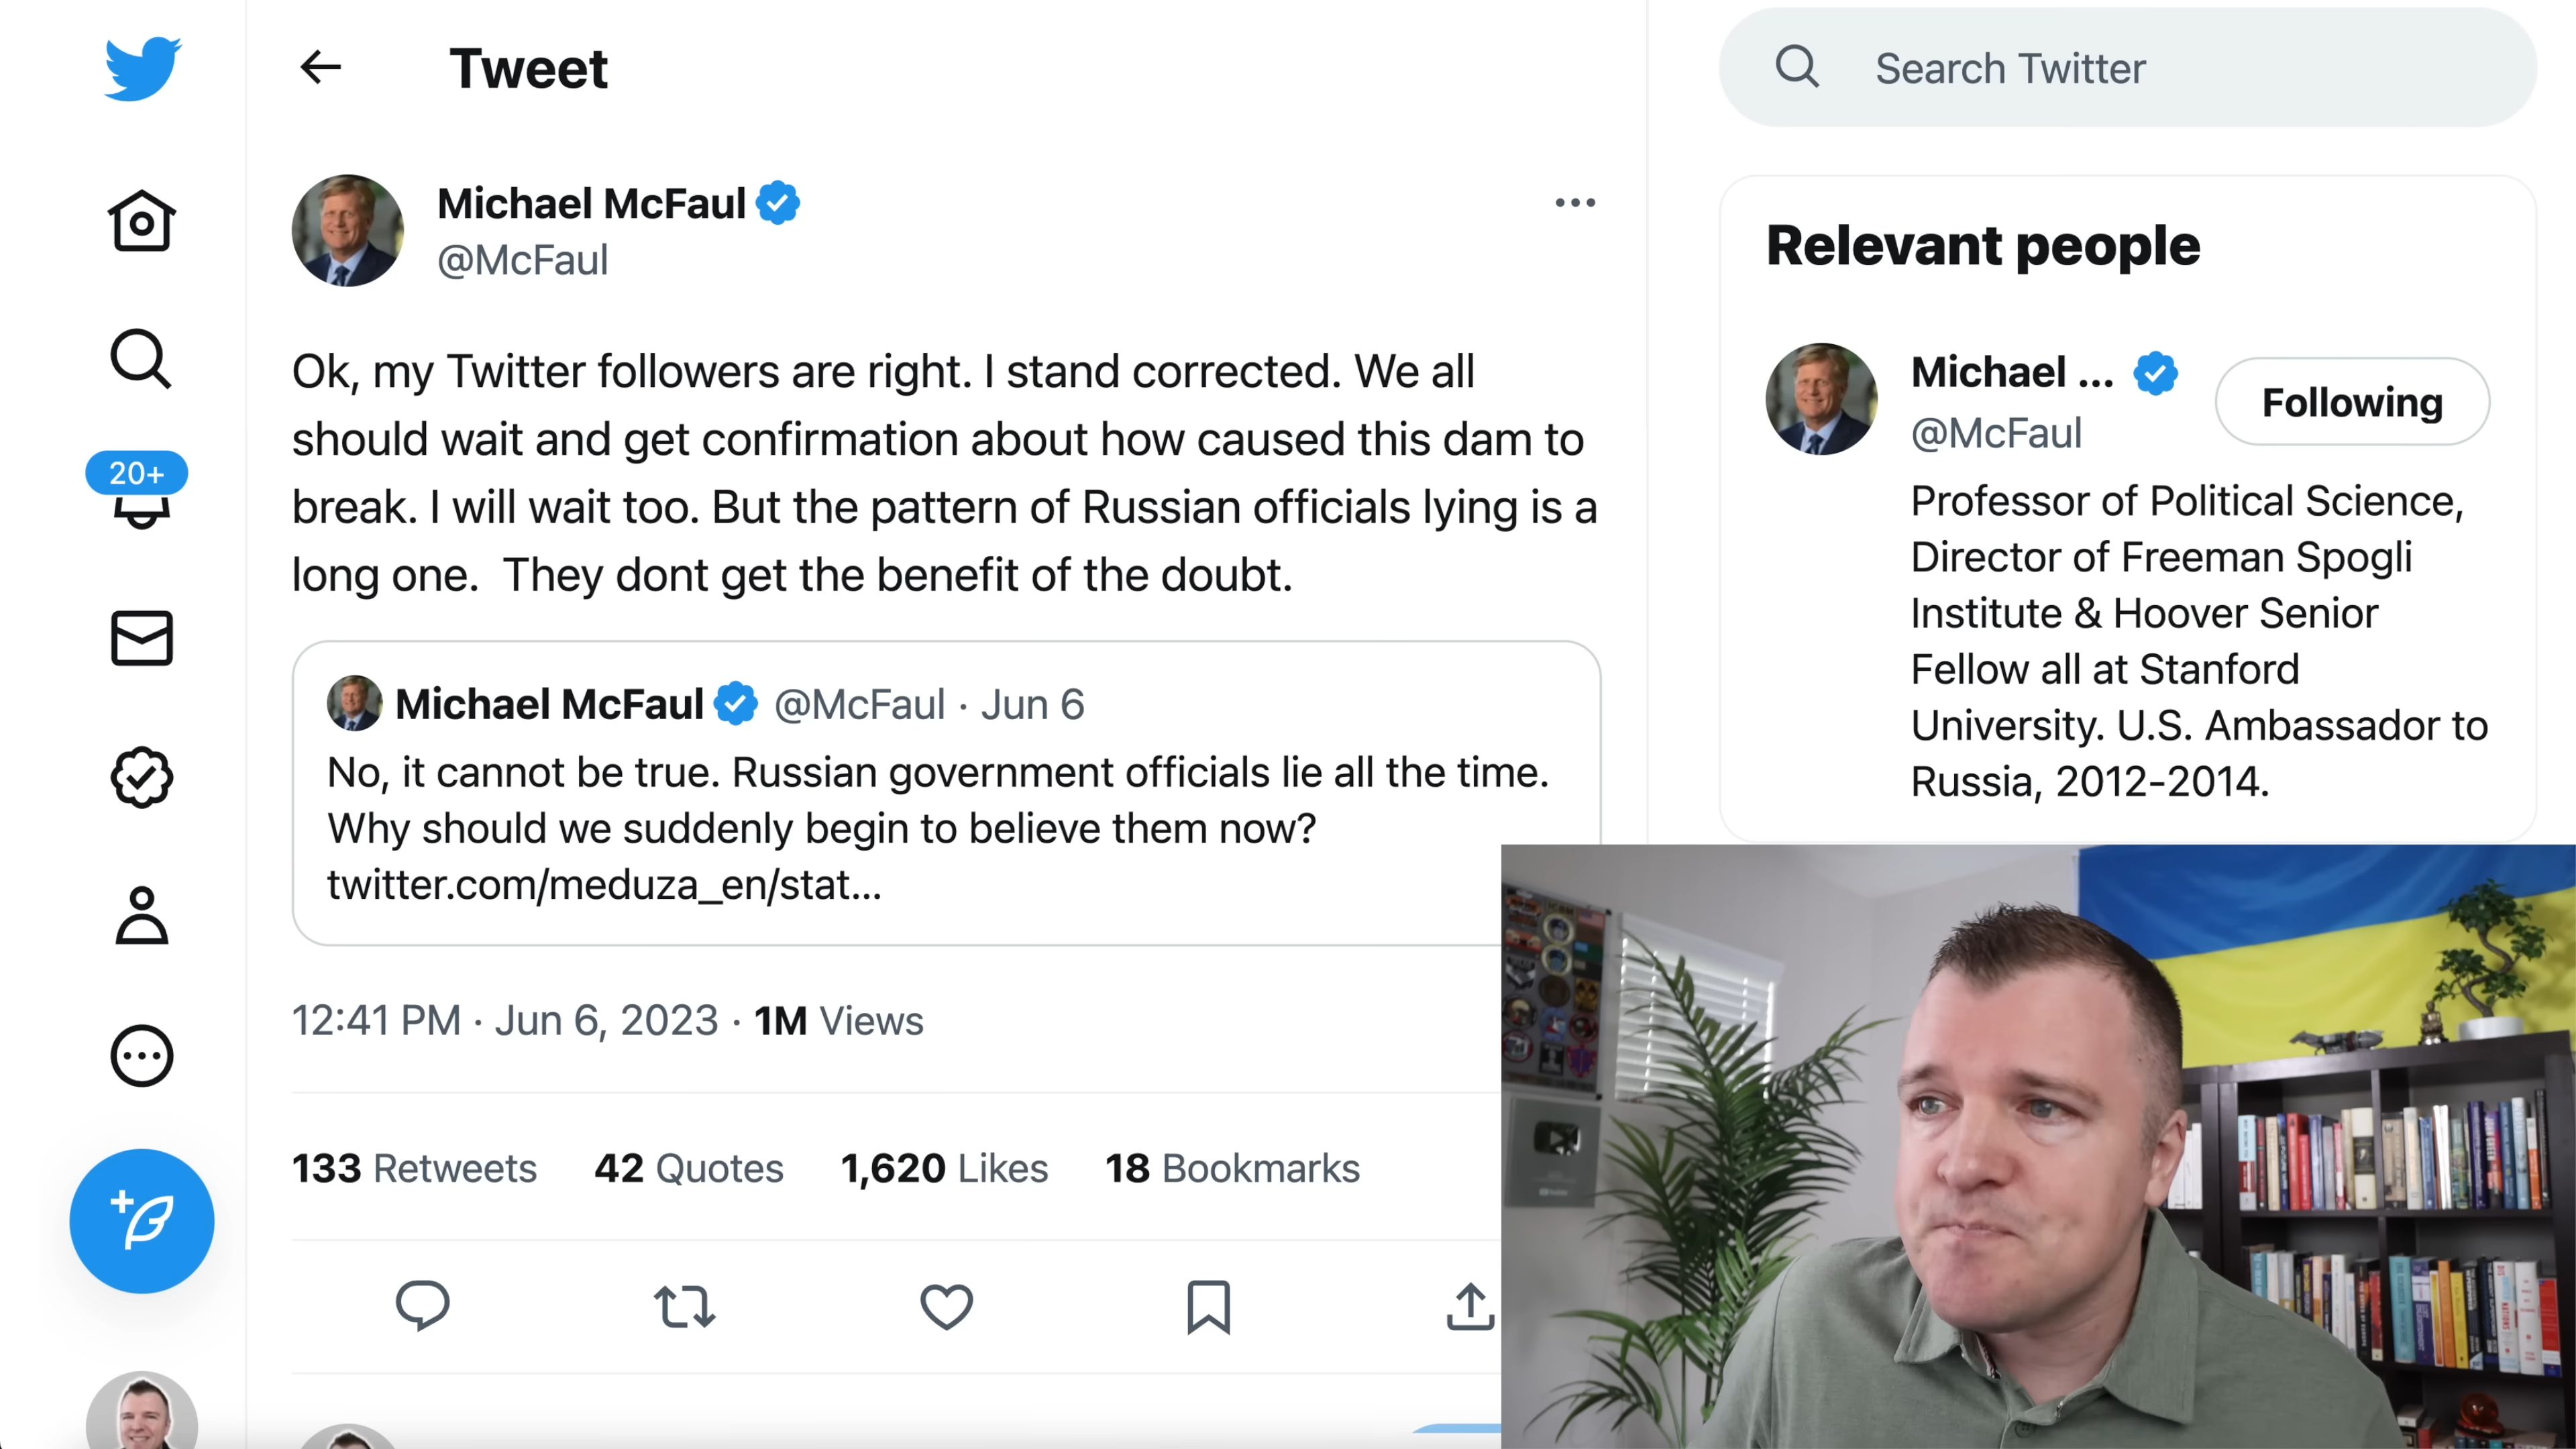 Tweet
Search Twitter
Michael McFaul
@McFaul
Ok, my Twitter followers are right. I stand corrected. We all
should wait and get confirmation about how caused this dam to
break. I will wait too. But the pattern of Russian officials lying is a
long one.  They dont get the benefit of the doubt.
Michael McFaul @McFaul · Jun 6
No, it cannot be true. Russian government officials lie all the time.
Why should we suddenly begin to believe them now?
twitter.com/meduza_en/stat...
12:41 PM · Jun 6, 2023 · 1M Views
133 Retweets 42 Quotes 1,620 Likes 18 Bookmarks
20+
Relevant people
Michael ...
@McFaul
Following
Professor of Political Science,
Director of Freeman Spogli
Institute & Hoover Senior
Fellow all at Stanford
University. U.S. Ambassador to
Russia, 2012-2014.